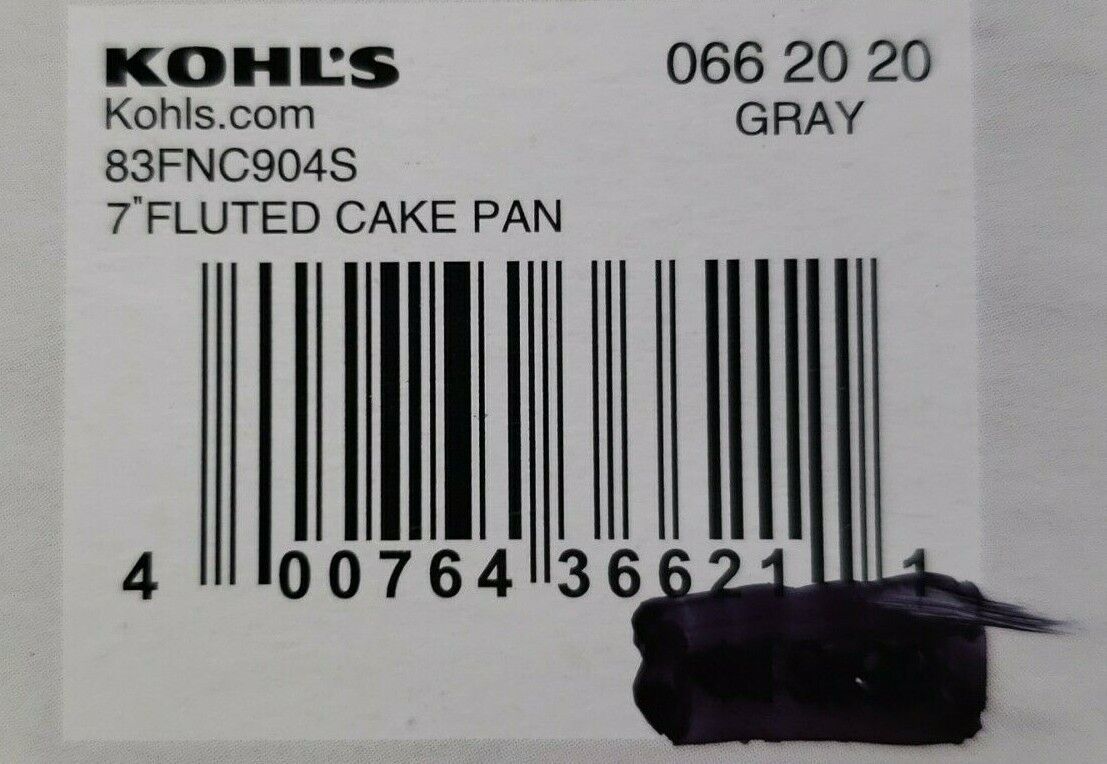 KOHL'S
Kohls.com
83FNC904S
7"FLUTED CAKE PAN
066 20 20
GRAY
4 00764 36621 1